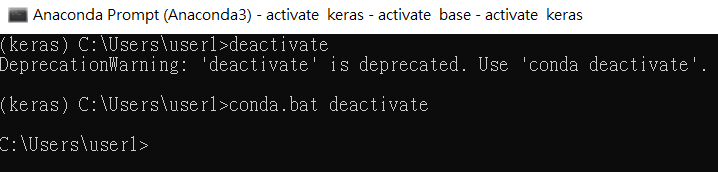 Anaconda Prompt (Anaconda3) - activate keras - activate base - activate keras
(keras) C:\Users\user1>deactivate
DeprecationWarning: 'deactivate' is deprecated. Use 'conda deactivate'.
(keras) C:\Users\user1>conda.bat deactivate
C:\Users\user1>